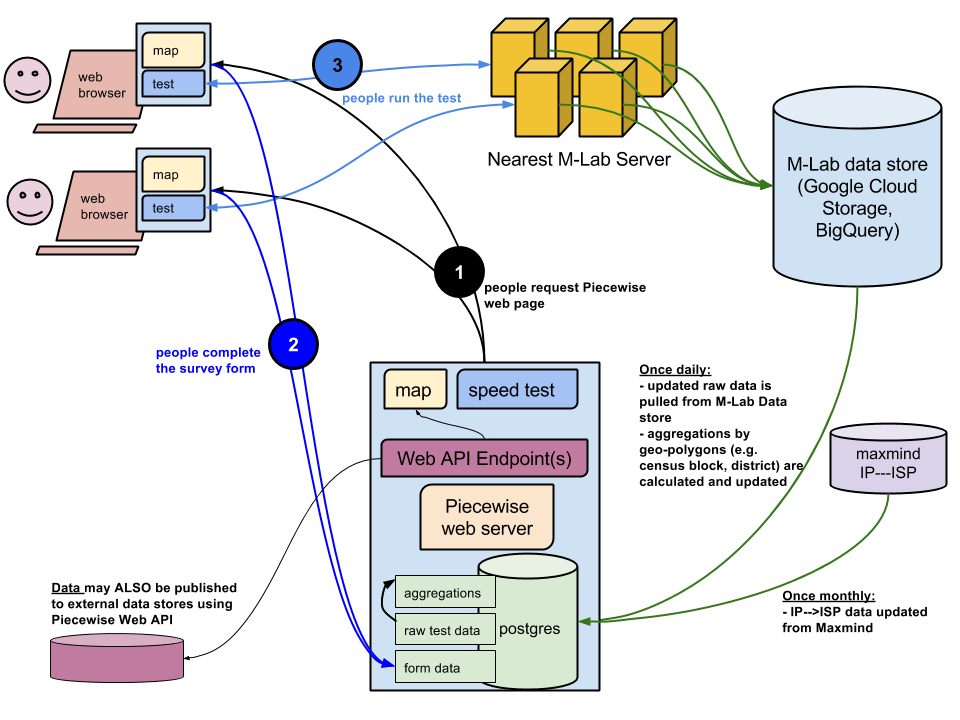 map
web
browser
test
3
people run the test
Nearest M-Lab Server
M-Lab data store
(Google Cloud
Storage,
BigQuery)
map
web
browser
test
1
people request Piecewise
web page
2
people complete
the survey form
Once daily:
- updated raw data is
pulled from M-Lab Data
store
- aggregations by
geo-polygons (e.g.
census block, district) are
calculated and updated
maxmind
IP---ISP
map
speed test
Web API Endpoint(s)
Piecewise
web server
aggregations
raw test data
postgres
form data
Data may ALSO be published
to external data stores using
Piecewise Web API
Once monthly:
- IP-->ISP data updated
from Maxmind